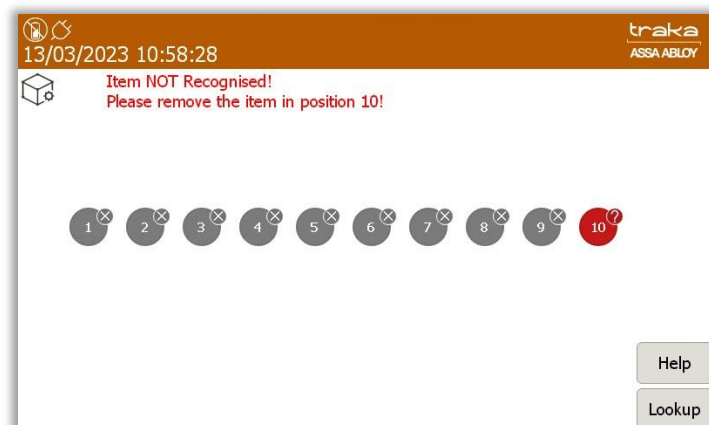 13/03/2023 10:58:28
traka
ASSA ABLOY
Item NOT Recognised!
Please remove the item in position 10!
1 2 3 4 5 6 7 8 9 10
Help
Lookup